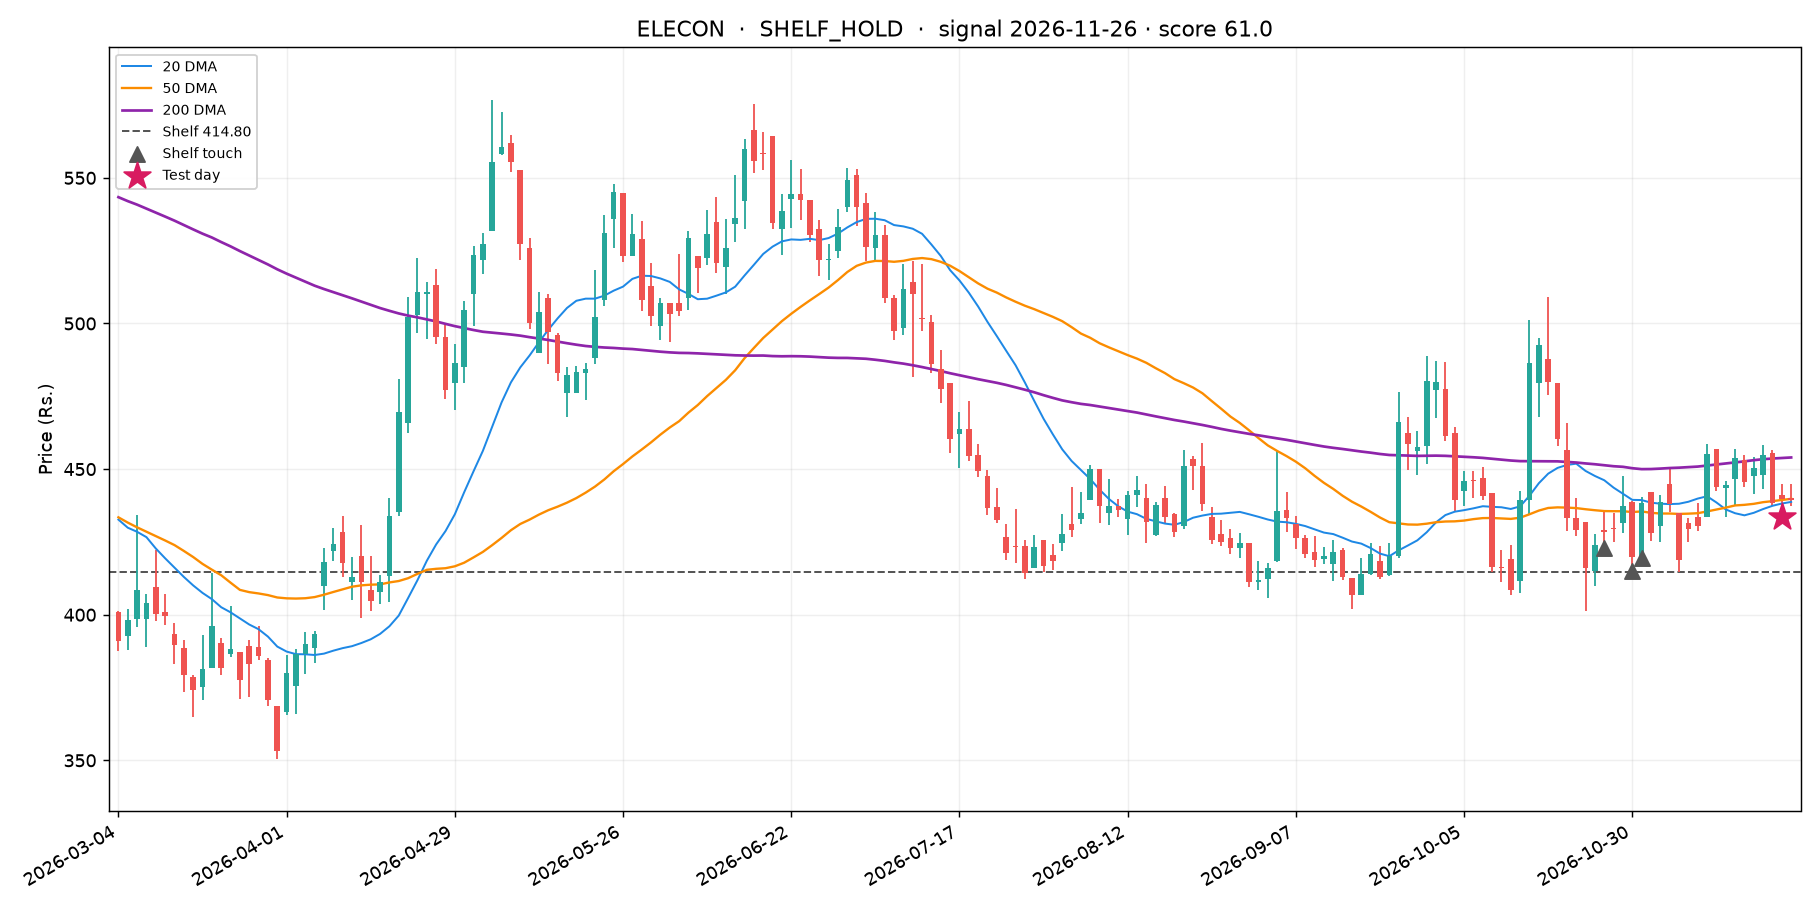 ELECON · SHELF_HOLD · signal 2026-11-26 · score 61.0
20 DMA
50 DMA
200 DMA
Shelf 414.80
Shelf touch
Test day
Price (Rs.)
550
500
450
400
350
2026-03-04
2026-04-01
2026-04-29
2026-05-26
2026-06-22
2026-07-17
2026-08-12
2026-09-07
2026-10-05
2026-10-30